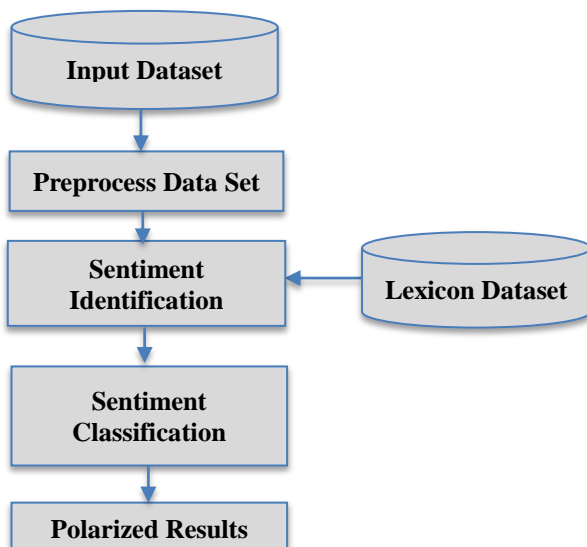 Input Dataset
Preprocess Data Set
Sentiment
Identification
Lexicon Dataset
Sentiment
Classification
Polarized Results